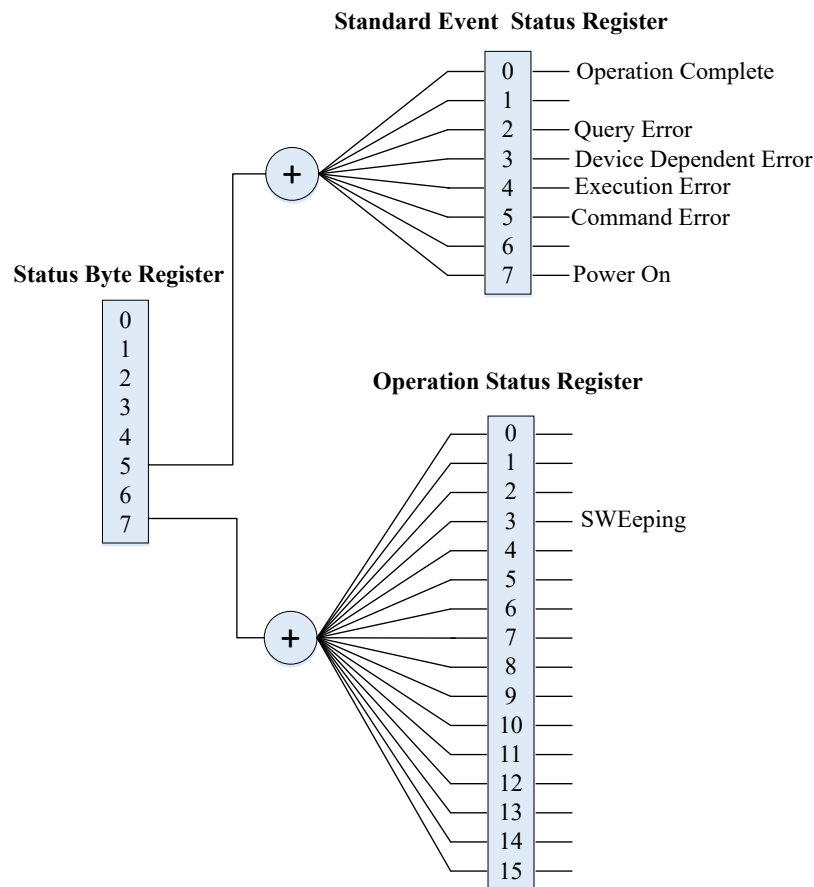 Standard Event Status Register
0 Operation Complete
1
2 Query Error
3 Device Dependent Error
4 Execution Error
5 Command Error
6
7 Power On
+
Status Byte Register
0
1
2
3
4
5
6
7
Operation Status Register
0
1
2
3 SWEeping
4
5
6
7
8
9
10
11
12
13
14
15
+